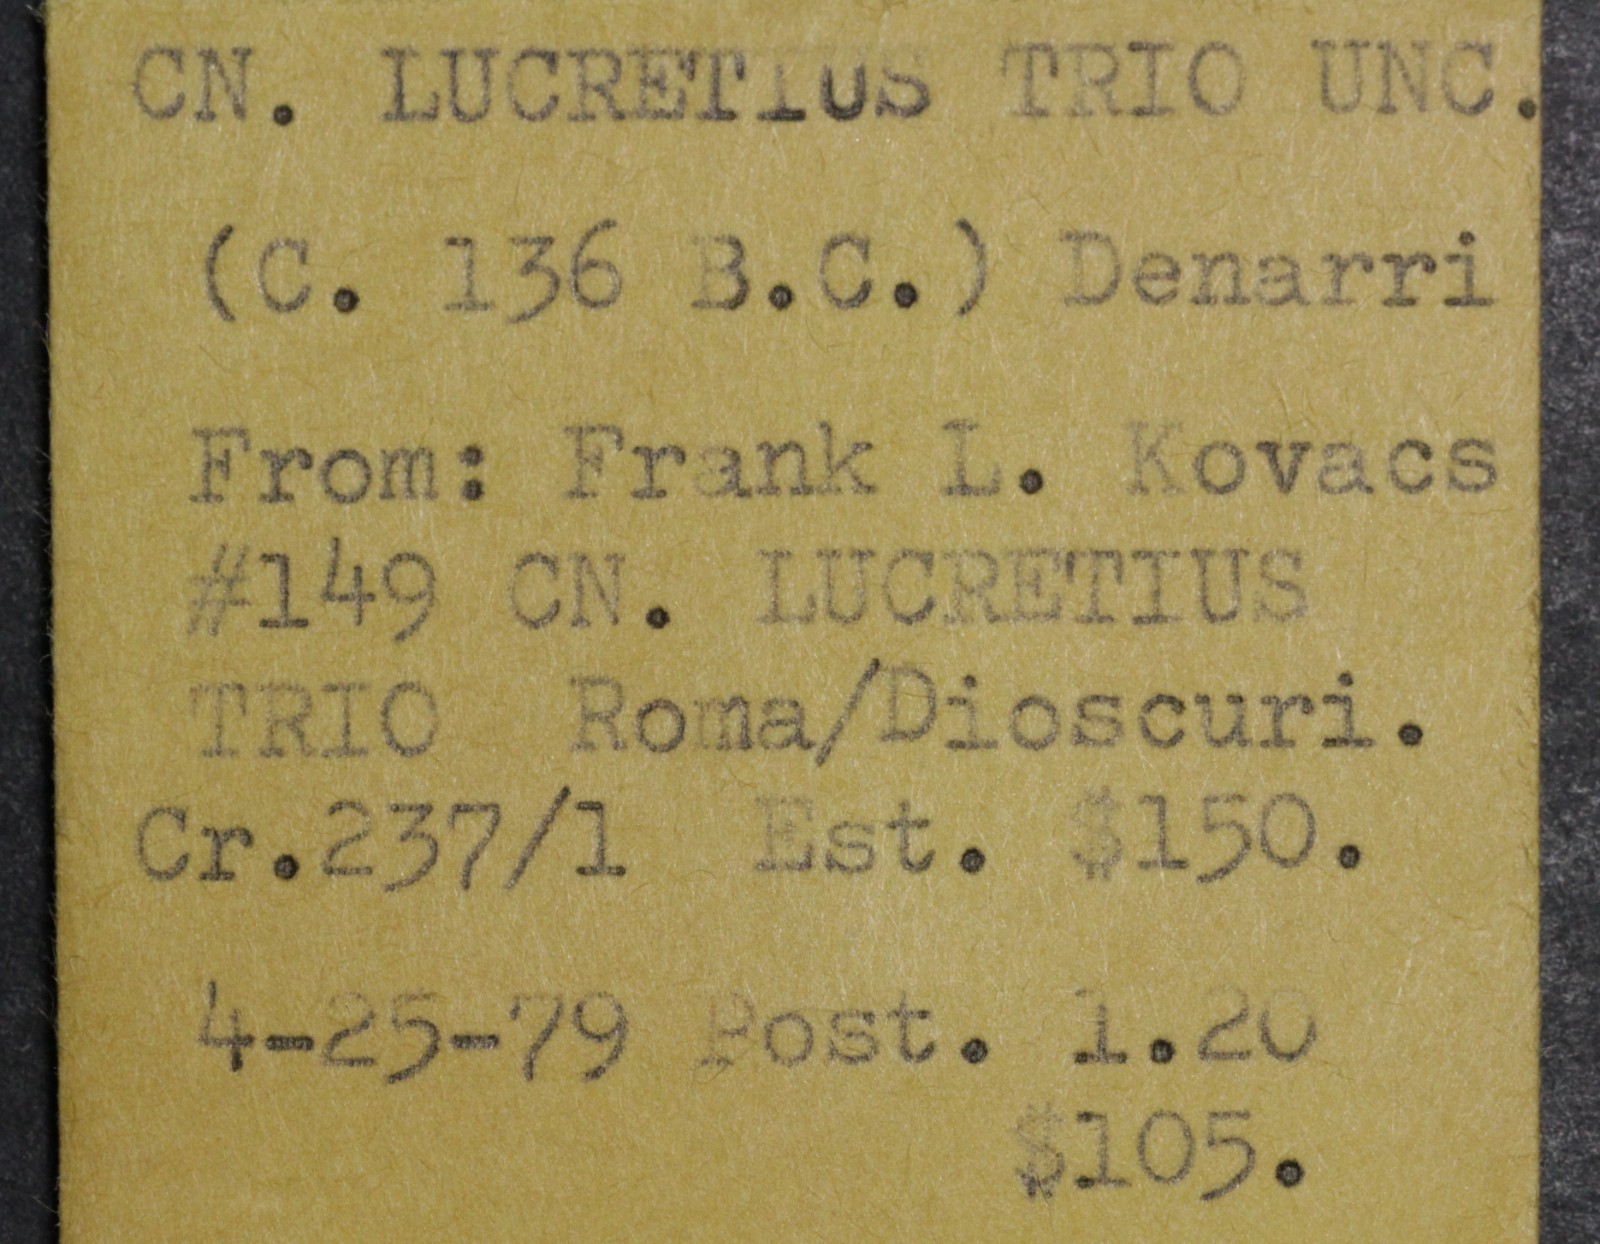 CN. LUCRETIUS TRIO UNC.
(C. 136 B.C.) Denarri
From: Frank L. Kovacs
#149 CN. LUCRETIUS
TRIO Roma/Dioscuri.
Cr.237/1 Est. $150.
4-25-79 Post. 1.20
$105.